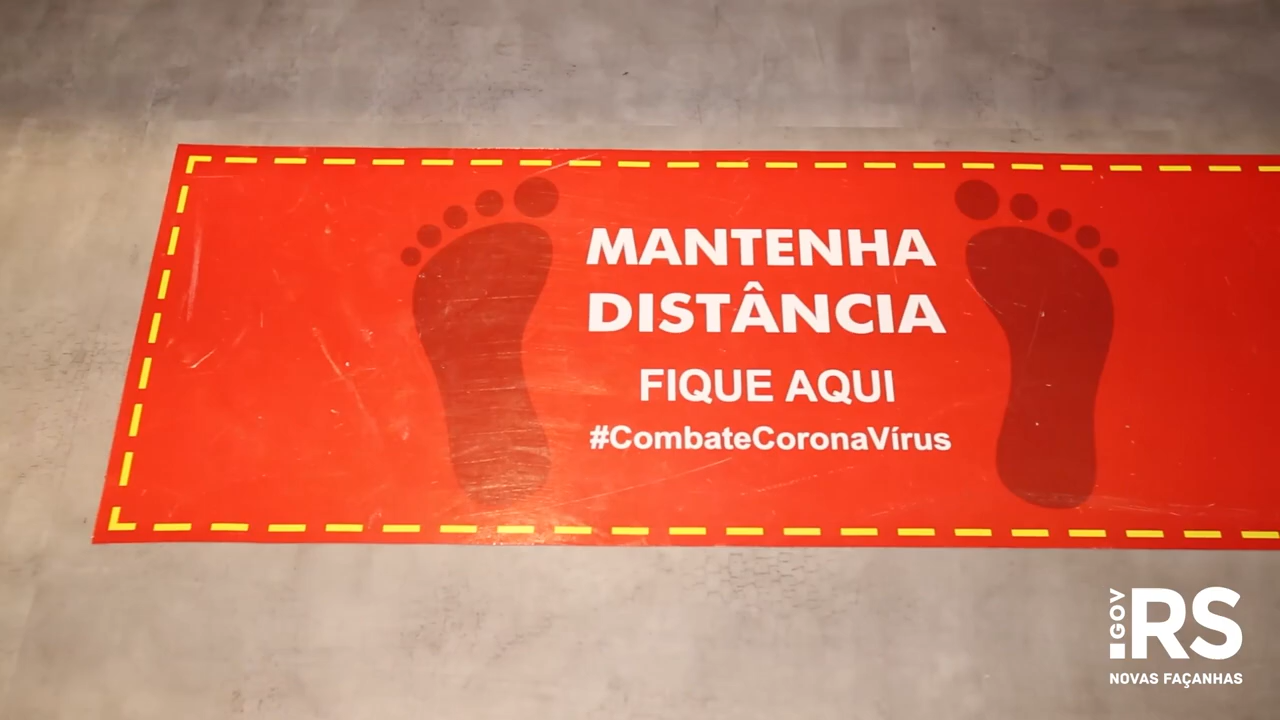 MANTENHA
DISTÂNCIA
FIQUE AQUI
#CombateCoronaVírus
.GOV
RS
NOVAS FAÇANHAS